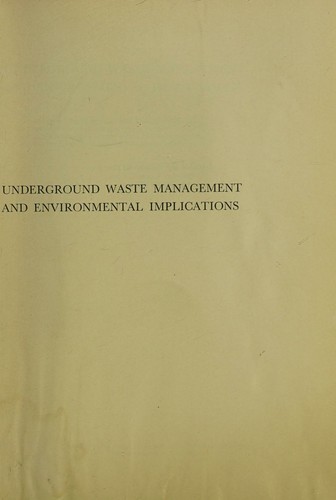 UNDERGROUND WASTE MANAGEMENT
AND ENVIRONMENTAL IMPLICATIONS